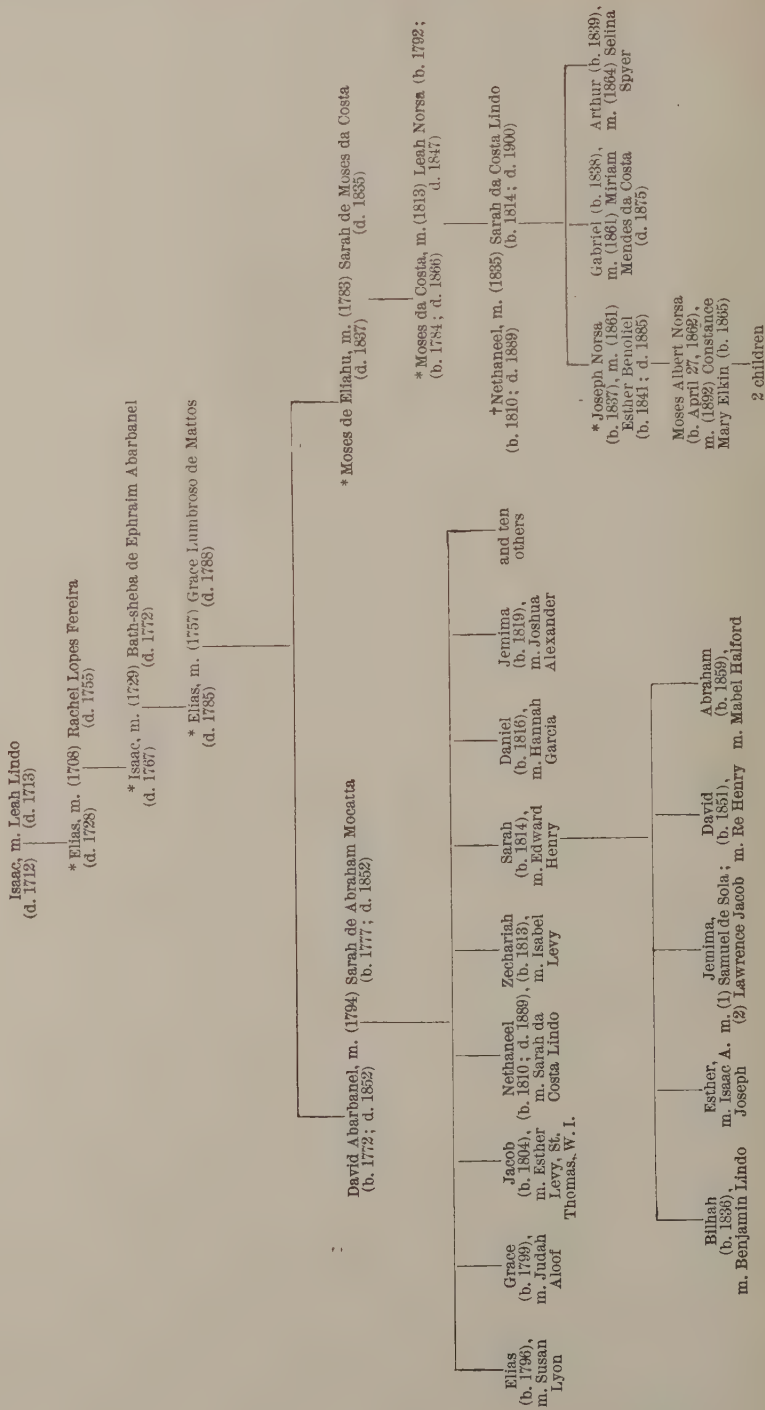 Isaac, m. Leah Lindo
(d. 1712) (d. 1713)
* Elias, m. (1708) Rachel Lopes Fereira
(d. 1728) (d. 1755)
* Isaac, m. (1729) Bath-sheba de Ephraim Abarbanel
(d. 1767) (d. 1772)
* Elias, m. (1757) Grace Lumbroso de Mattos
(d. 1785) (d. 1788)
David Abarbanel, m. (1794) Sarah de Abraham Mocatta
(b. 1772; d. 1852) (b. 1777; d. 1852)
* Moses de Eliahu, m. (1783) Sarah de Moses da Costa
(d. 1837) (d. 1835)
* Moses da Costa, m. (1813) Leah Norsa (b. 1792;
(b. 1784; d. 1866) d. 1847)
† Nethaneel, m. (1835) Sarah da Costa Lindo
(b. 1810; d. 1889) (b. 1814; d. 1900)
Elias
(b. 1796),
m. Susan
Lyon
Grace
(b. 1799),
m. Judah
Aloof
Jacob
(b. 1804),
m. Esther
Levy, St.
Thomas, W. I.
Nethaneel
(b. 1810; d. 1889),
m. Sarah da
Costa Lindo
Zechariah
(b. 1813),
m. Isabel
Levy
Sarah
(b. 1814),
m. Edward
Henry
Daniel
(b. 1816),
m. Hannah
Garcia
Jemima
(b. 1819),
m. Joshua
Alexander
and ten
others
* Joseph Norsa
(b. 1837), m. (1861)
Esther Benoliel
(b. 1841; d. 1885)
Gabriel (b. 1838),
m. (1861) Miriam
Mendes da Costa
(d. 1875)
Arthur (b. 1839),
m. (1864) Selina
Spyer
Moses Albert Norsa
(b. April 27, 1862),
m. (1892) Constance
Mary Elkin (b. 1865)
2 children
Bilhah
(b. 1836),
m. Benjamin Lindo
Esther,
m. Isaac A.
Joseph
Jemima,
m. (1) Samuel de Sola;
(2) Lawrence Jacob
David
(b. 1851),
m. Re Henry
Abraham
(b. 1859),
m. Mabel Halford